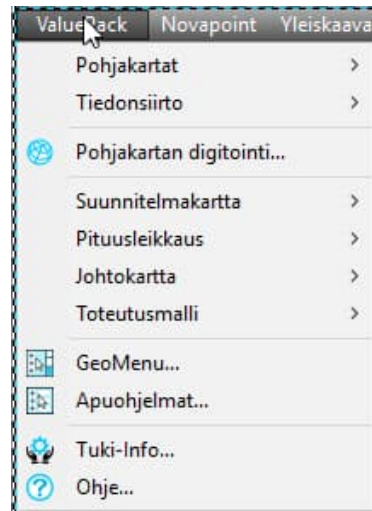 ValuePack Novapoint Yleiskaava
Pohjakartat
Tiedonsiirto
Pohjakartan digitointi...
Suunnitelmakartta
Pituusleikkaus
Johtokartta
Toteutusmalli
GeoMenu...
Apuohjelmat...
Tuki-Info...
Ohje...